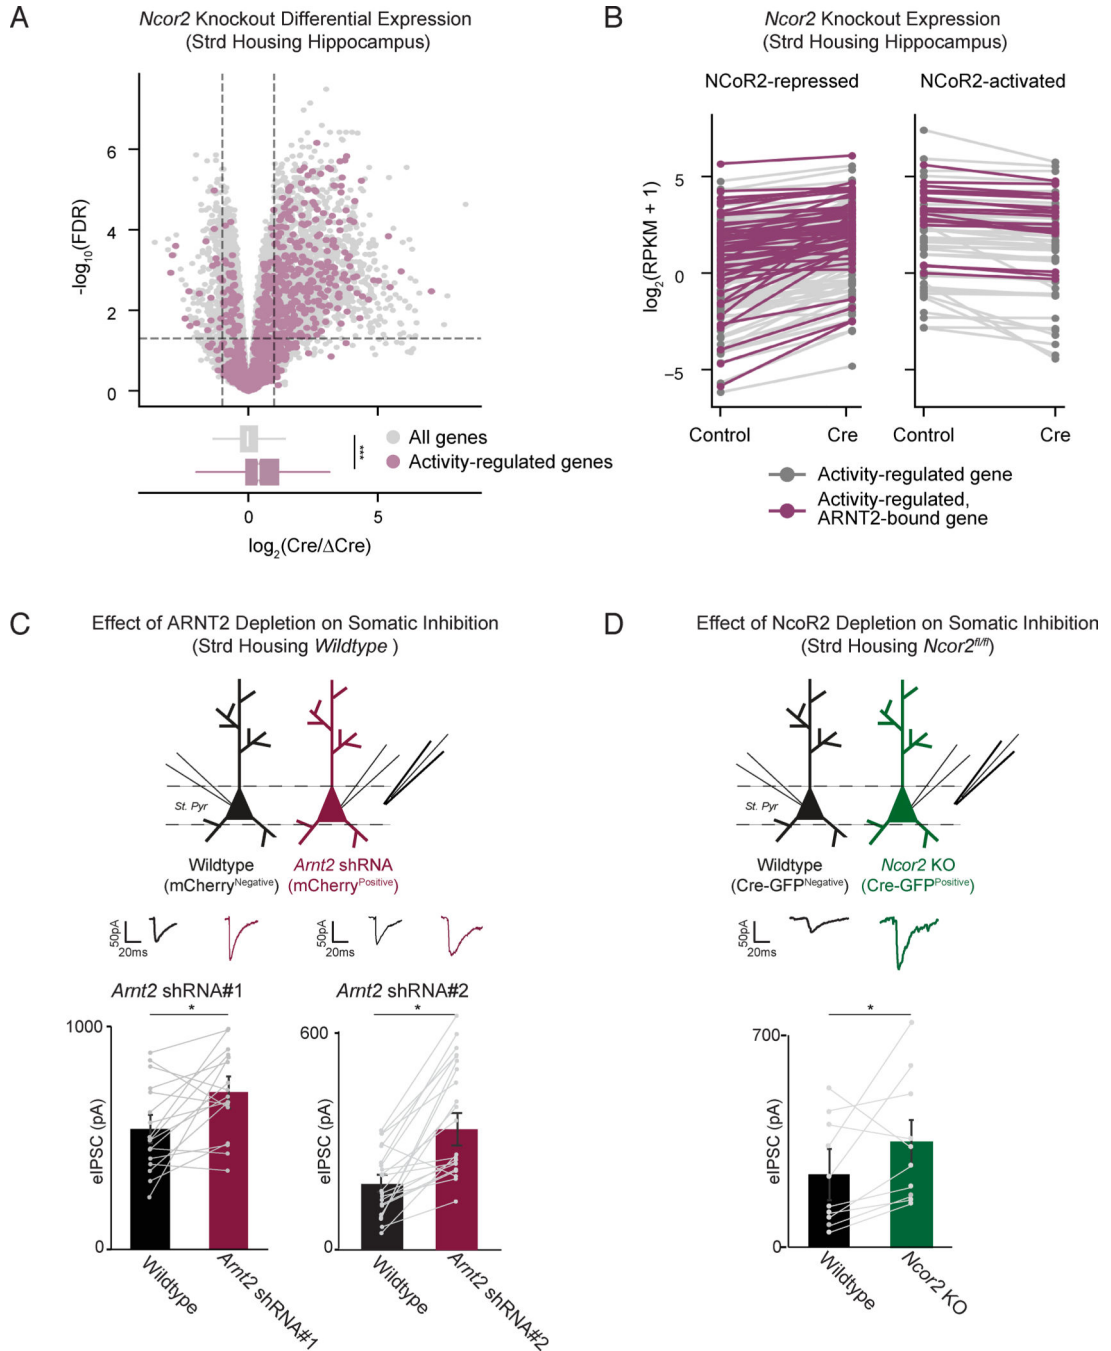 A
Ncor2 Knockout Differential Expression
(Strd Housing Hippocampus)
-log10(FDR)
6
4
2
0
All genes
Activity-regulated genes
***
0
5
log2(Cre/ΔCre)
B
Ncor2 Knockout Expression
(Strd Housing Hippocampus)
NCoR2-repressed
NCoR2-activated
log2(RPKM + 1)
5
0
−5
Control
Cre
Control
Cre
Activity-regulated gene
Activity-regulated,
ARNT2-bound gene
C
Effect of ARNT2 Depletion on Somatic Inhibition
(Strd Housing Wildtype )
St. Pyr
Wildtype
(mCherryNegative)
Arnt2 shRNA
(mCherryPositive)
50pA
20ms
50pA
20ms
Arnt2 shRNA#1
*
1000
eIPSC (pA)
0
Wildtype
Arnt2 shRNA#1
Arnt2 shRNA#2
*
600
eIPSC (pA)
0
Wildtype
Arnt2 shRNA#2
D
Effect of NcoR2 Depletion on Somatic Inhibition
(Strd Housing Ncor2fl/fl)
St. Pyr
Wildtype
(Cre-GFPNegative)
Ncor2 KO
(Cre-GFPPositive)
50pA
20ms
*
700
eIPSC (pA)
0
Wildtype
Ncor2 KO